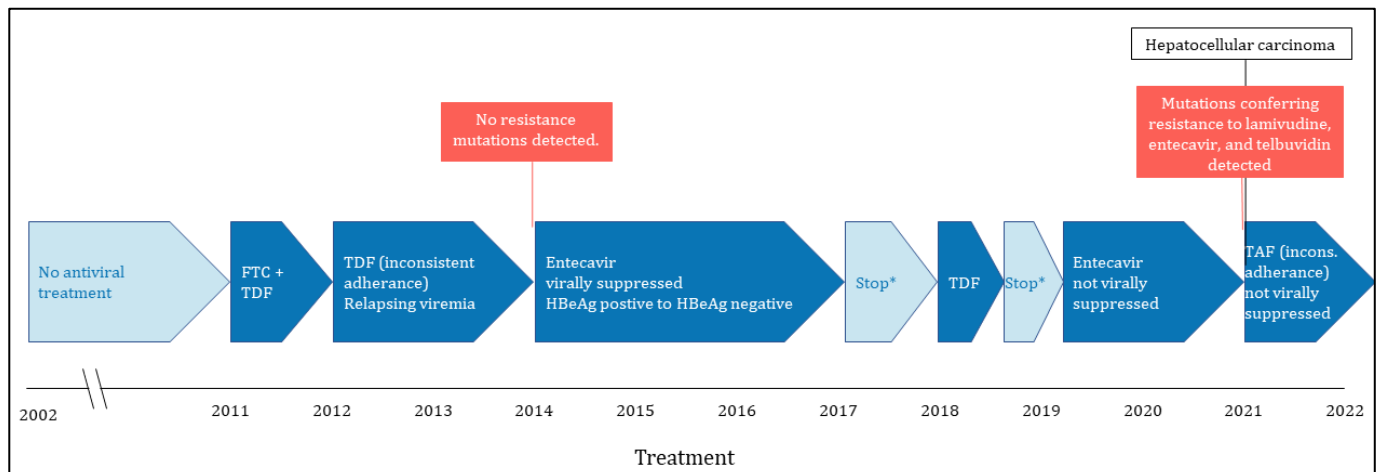 Hepatocellular carcinoma
No resistance
mutations detected.
Mutations conferring
resistance to lamivudine,
entecavir, and telbuvidin
detected
No antiviral
treatment
FTC +
TDF
TDF (inconsistent
adherance)
Relapsing viremia
Entecavir
virally suppressed
HBeAg postive to HBeAg negative
Stop*
TDF
Stop*
Entecavir
not virally
suppressed
TAF (incons.
adherance)
not virally
suppressed
2002 2011 2012 2013 2014 2015 2016 2017 2018 2019 2020 2021 2022
Treatment